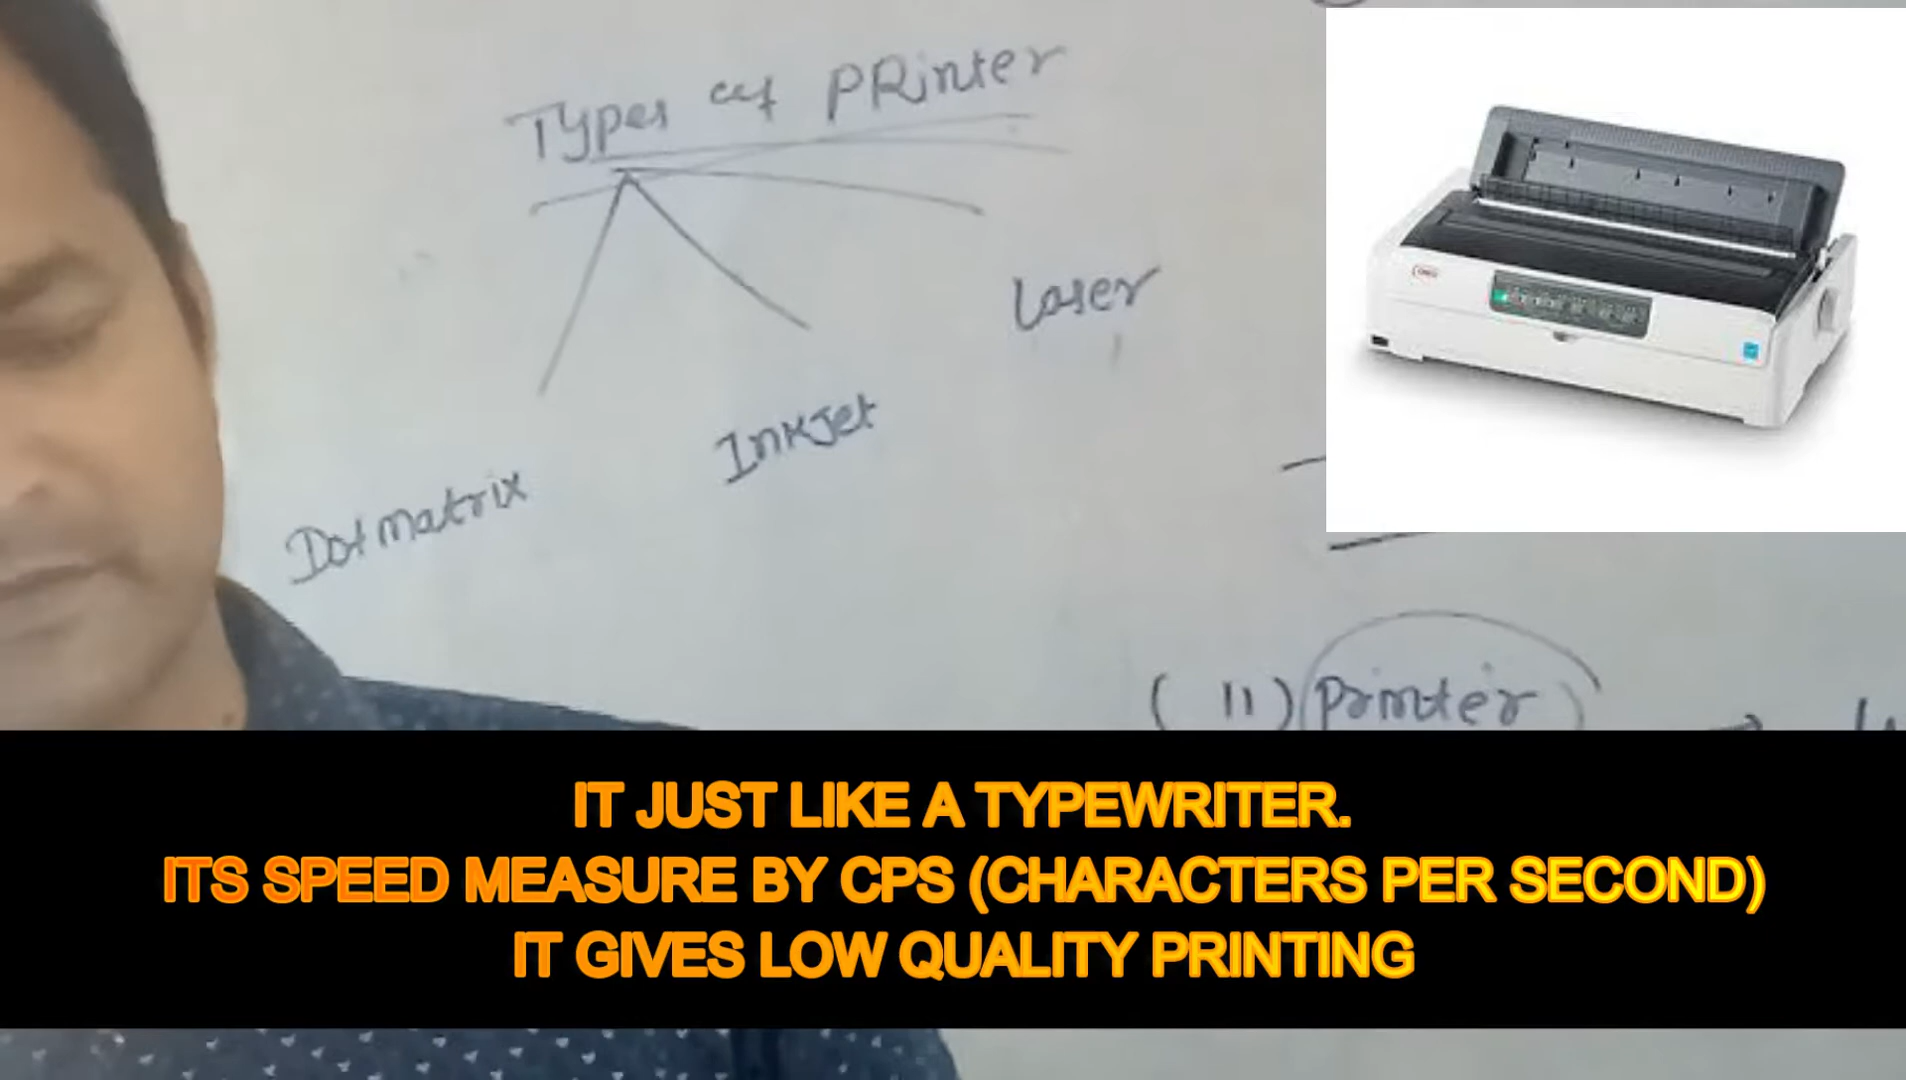 Types of PRinter
Laser
InkJet
Dotmatrix
(11) Printer →
IT JUST LIKE A TYPEWRITER.
ITS SPEED MEASURE BY CPS (CHARACTERS PER SECOND)
IT GIVES LOW QUALITY PRINTING